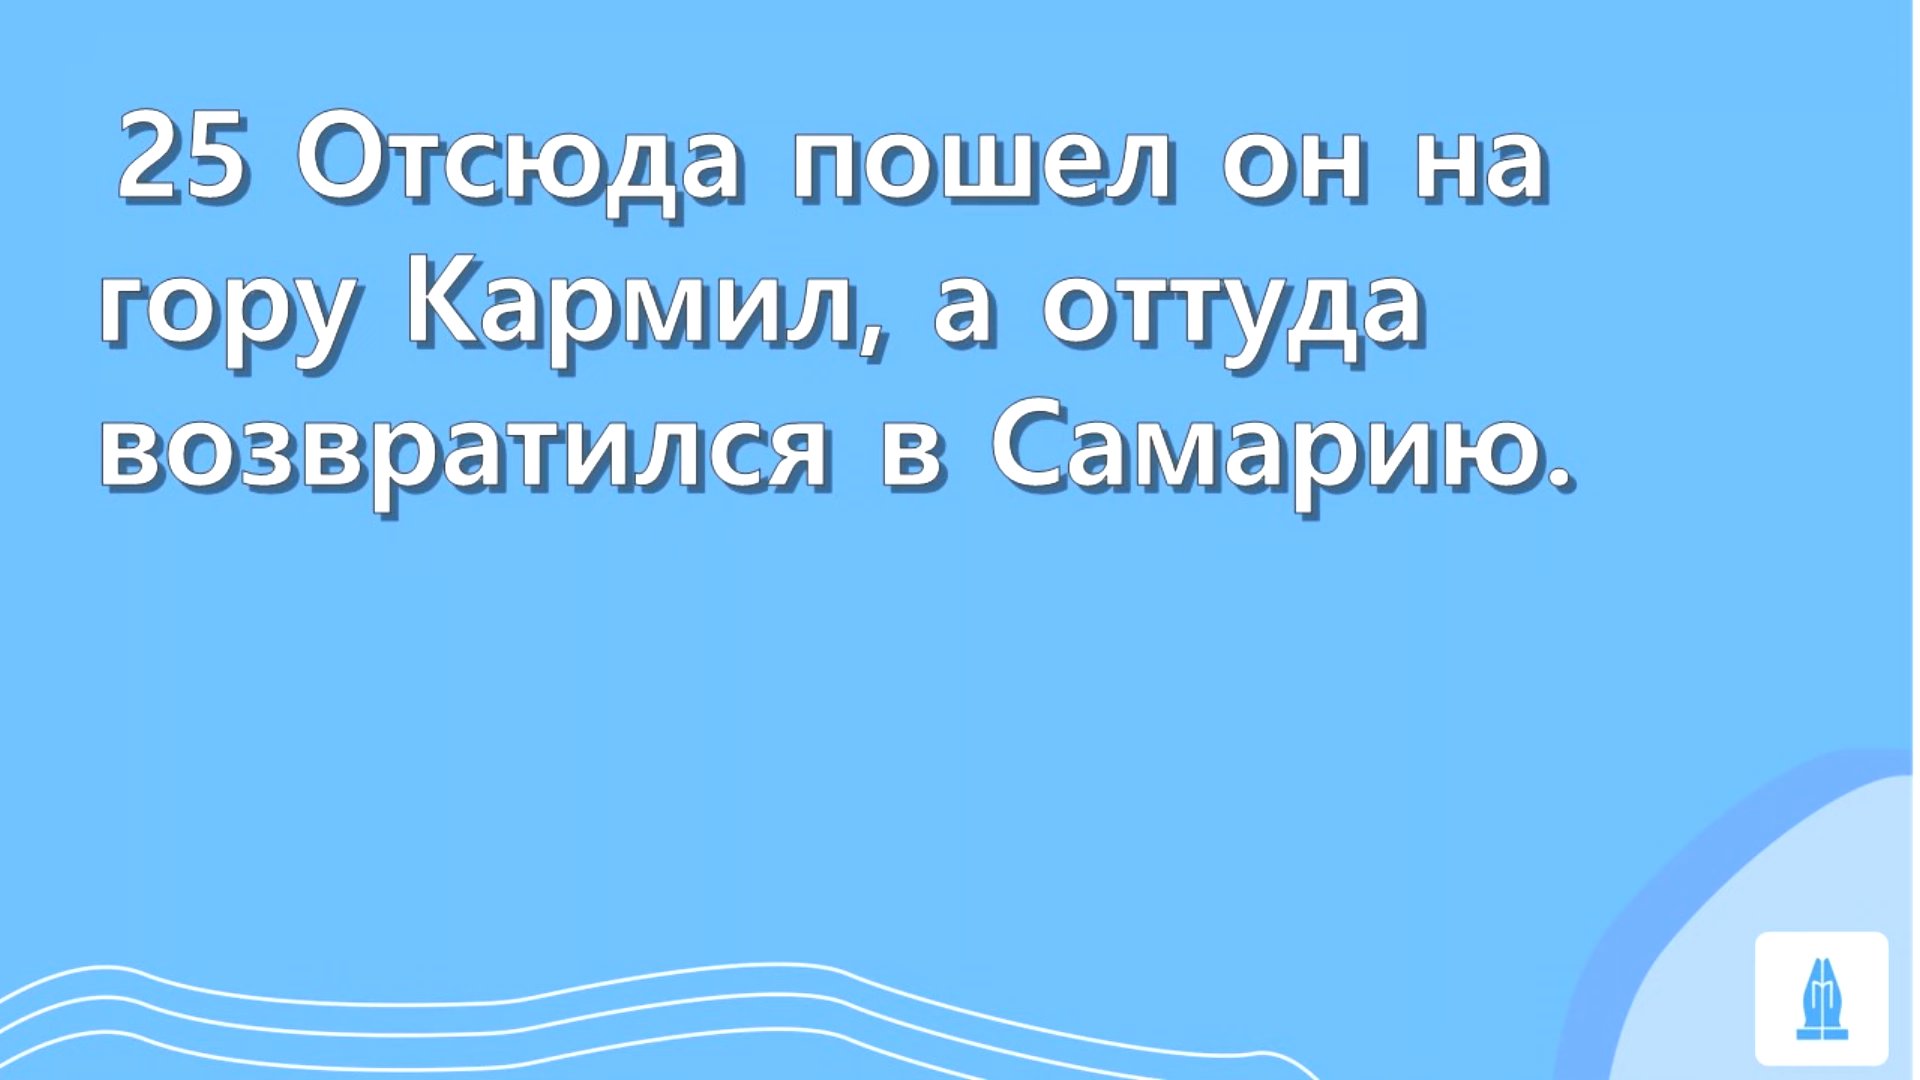 25 Отсюда пошел он на
гору Кармил, а оттуда
возвратился в Самарию.